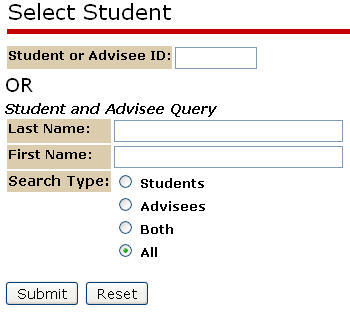 Select Student
Student or Advisee ID:
OR
Student and Advisee Query
Last Name:
First Name:
Search Type: Students
Advisees
Both
All
Submit Reset